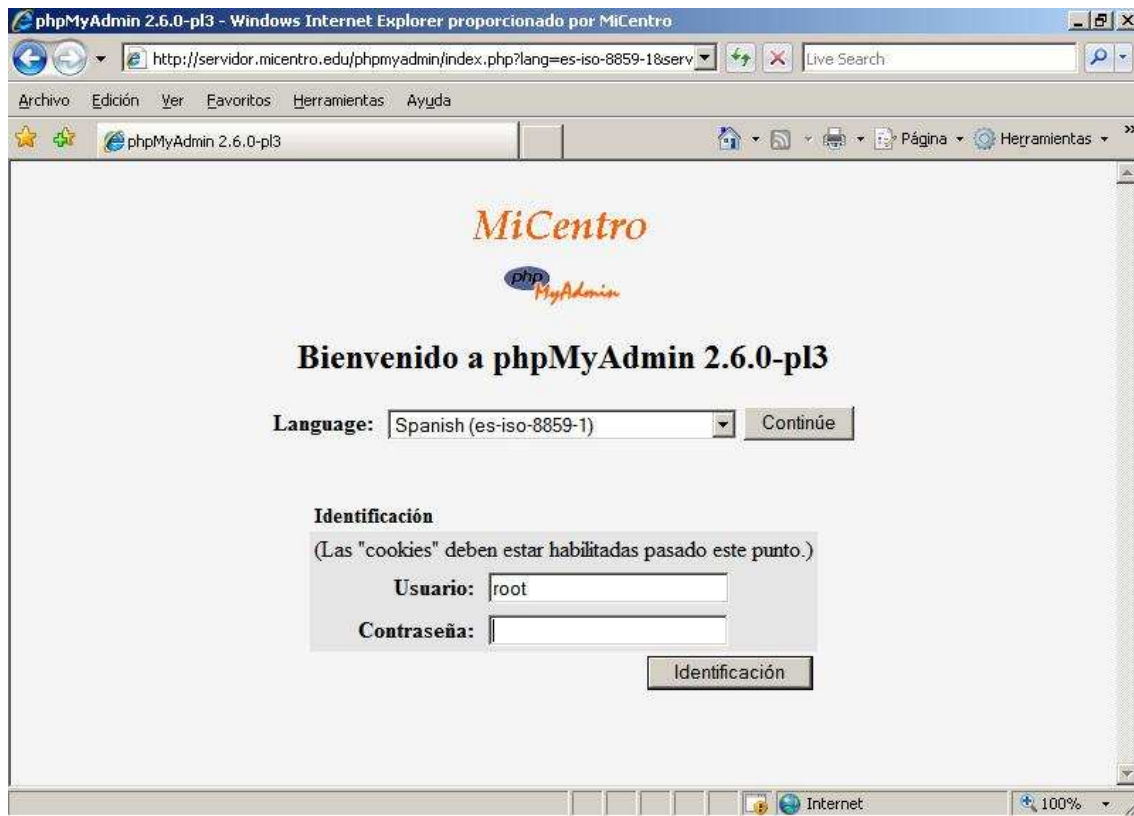 phpMyAdmin 2.6.0-pl3 - Windows Internet Explorer proporcionado por MiCentro
http://servidor.micentro.edu/phpmyadmin/index.php?lang=es-iso-8859-1&serv
Live Search
Archivo Edición Ver Favoritos Herramientas Ayuda
phpMyAdmin 2.6.0-pl3
Página Herramientas »
MiCentro
php
MyAdmin
Bienvenido a phpMyAdmin 2.6.0-pl3
Language: Spanish (es-iso-8859-1) Continúe
Identificación
(Las "cookies" deben estar habilitadas pasado este punto.)
Usuario: root
Contraseña:
Identificación
Internet 100%